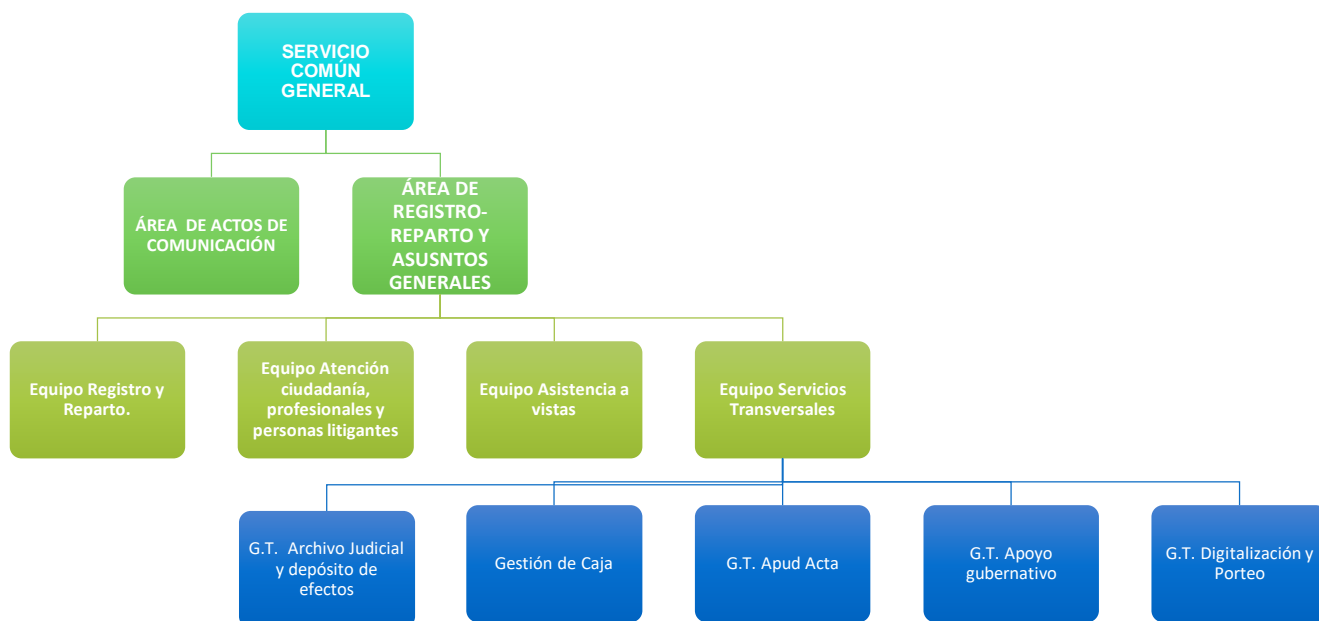 SERVICIO
COMÚN
GENERAL
ÁREA DE ACTOS DE
COMUNICACIÓN
ÁREA DE
REGISTRO-
REPARTO Y
ASUSNTOS
GENERALES
Equipo Registro y
Reparto.
Equipo Atención
ciudadanía,
profesionales y
personas litigantes
Equipo Asistencia a
vistas
Equipo Servicios
Transversales
G.T. Archivo Judicial
y depósito de
efectos
Gestión de Caja
G.T. Apud Acta
G.T. Apoyo
gubernativo
G.T. Digitalización y
Porteo